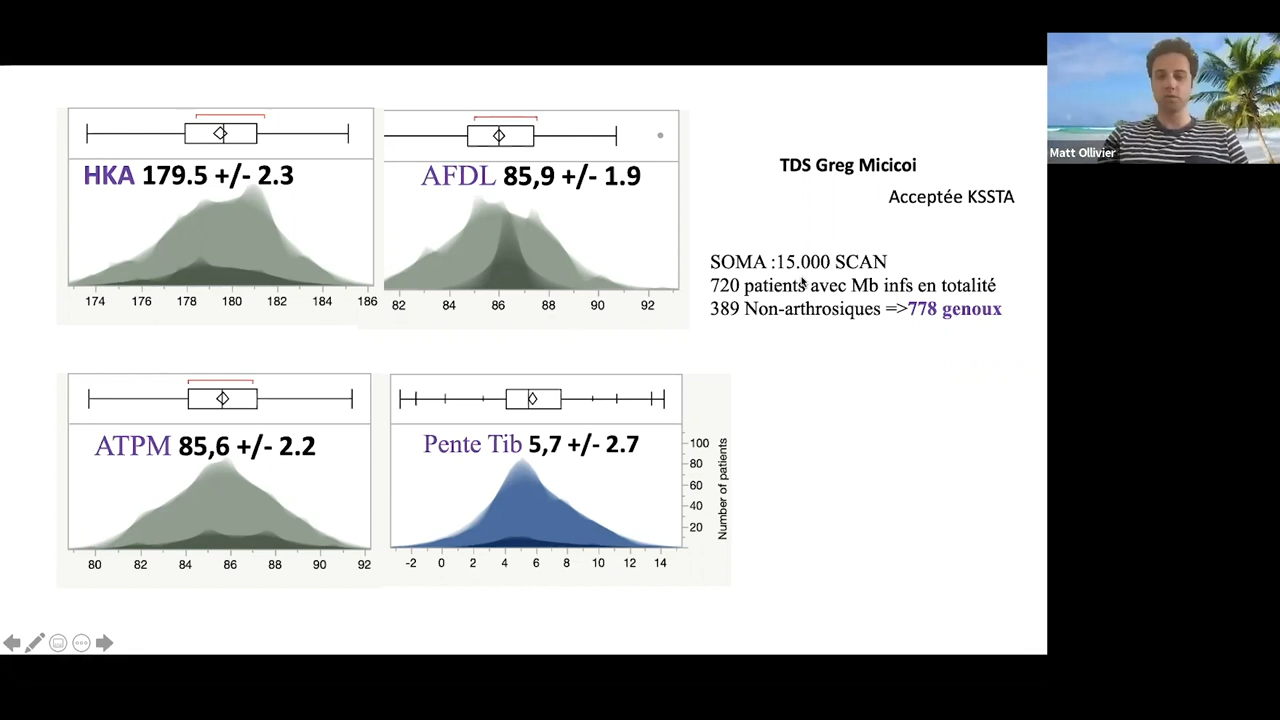 HKA 179.5 +/- 2.3
174 176 178 180 182 184 186
AFDL 85,9 +/- 1.9
82 84 86 88 90 92
TDS Greg Micicoi
Acceptée KSSTA
SOMA :15.000 SCAN
720 patients avec Mb infs en totalité
389 Non-arthrosiques =>778 genoux
Matt Ollivier
ATPM 85,6 +/- 2.2
80 82 84 86 88 90 92
Pente Tib 5,7 +/- 2.7
-2 0 2 4 6 8 10 12 14
100
80
60
40
20
Number of patients